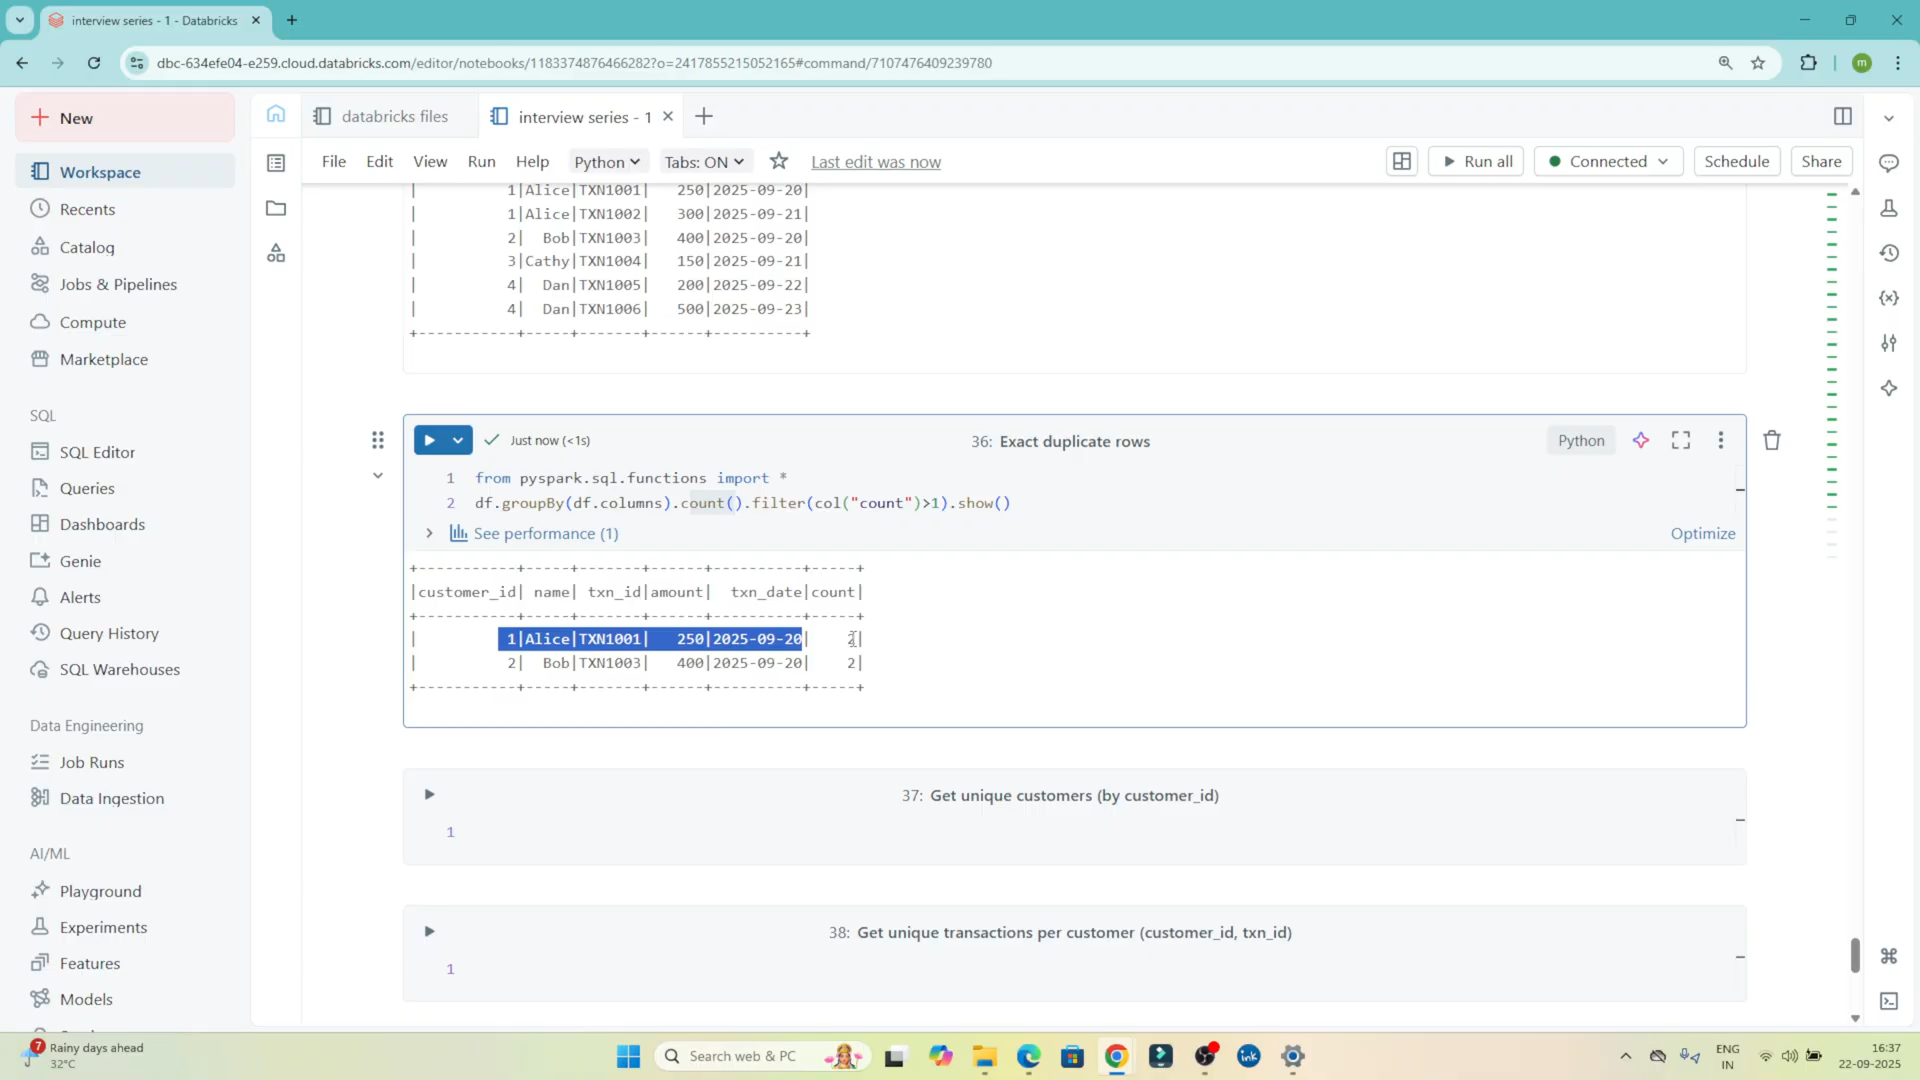 interview series - 1 - Databricks
dbc-634efe04-e259.cloud.databricks.com/editor/notebooks/1183374876466282?o=2417855215052165#command/7107476409239780
m
New
Workspace
Recents
Catalog
Jobs & Pipelines
Compute
Marketplace
SQL
SQL Editor
Queries
Dashboards
Genie
Alerts
Query History
SQL Warehouses
Data Engineering
Job Runs
Data Ingestion
AI/ML
Playground
Experiments
Features
Models
databricks files
interview series - 1
File Edit View Run Help Python Tabs: ON Last edit was now
Run all Connected Schedule Share
|          1|Alice|TXN1001|   250|2025-09-20|
|          1|Alice|TXN1002|   300|2025-09-21|
|          2|  Bob|TXN1003|   400|2025-09-20|
|          3|Cathy|TXN1004|   150|2025-09-21|
|          4|  Dan|TXN1005|   200|2025-09-22|
|          4|  Dan|TXN1006|   500|2025-09-23|
+-----------+-----+-------+------+----------+
Just now (<1s)
36: Exact duplicate rows
Python
1 from pyspark.sql.functions import *
2 df.groupBy(df.columns).count().filter(col("count")>1).show()
See performance (1)
Optimize
+-----------+-----+-------+------+----------+-----+
|customer_id| name| txn_id|amount|  txn_date|count|
+-----------+-----+-------+------+----------+-----+
|          1|Alice|TXN1001|   250|2025-09-20|    2|
|          2|  Bob|TXN1003|   400|2025-09-20|    2|
+-----------+-----+-------+------+----------+-----+
37: Get unique customers (by customer_id)
1
38: Get unique transactions per customer (customer_id, txn_id)
1
7
Rainy days ahead
32°C
Search web & PC
ink
ENG
IN
16:37
22-09-2025